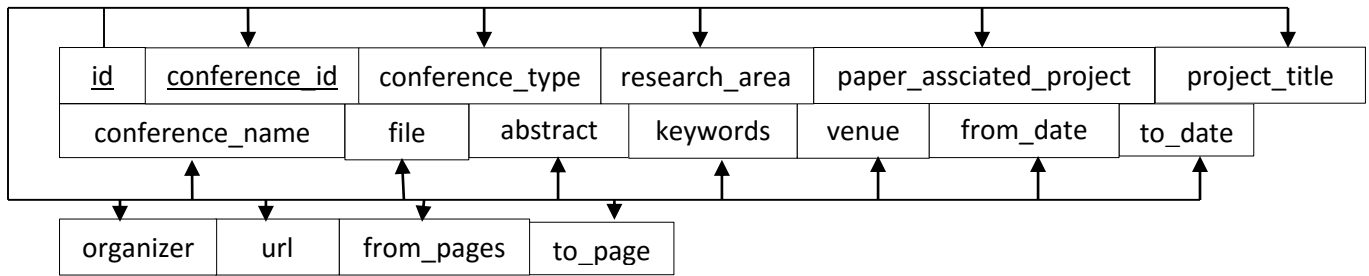 id conference_id conference_type research_area paper_assciated_project project_title
conference_name file abstract keywords venue from_date to_date
organizer url from_pages to_page